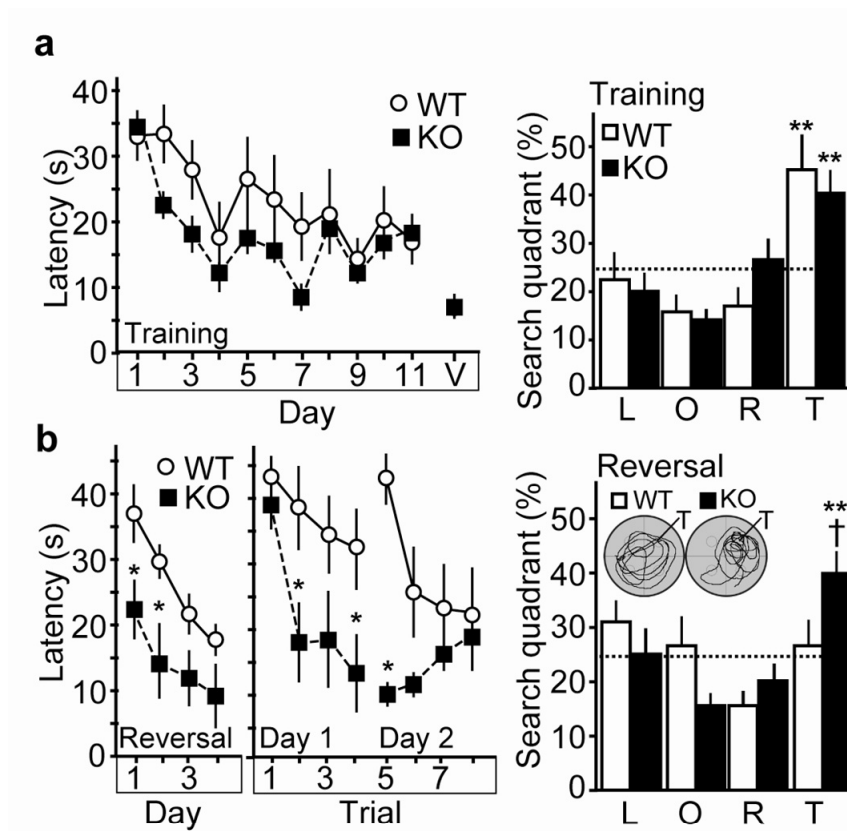 a
40
30
20
10
0
Latency (s)
WT
KO
Training
1 3 5 7 9 11 V
Day
Training
WT
KO
**
**
50
40
30
20
10
0
Search quadrant (%)
L O R T
b
40
30
20
10
0
Latency (s)
WT
KO
*
*
Reversal
1 3
Day
*
*
*
Day 1 Day 2
1 3 5 7
Trial
Reversal
WT KO
T T
**
†
50
40
30
20
10
0
Search quadrant (%)
L O R T